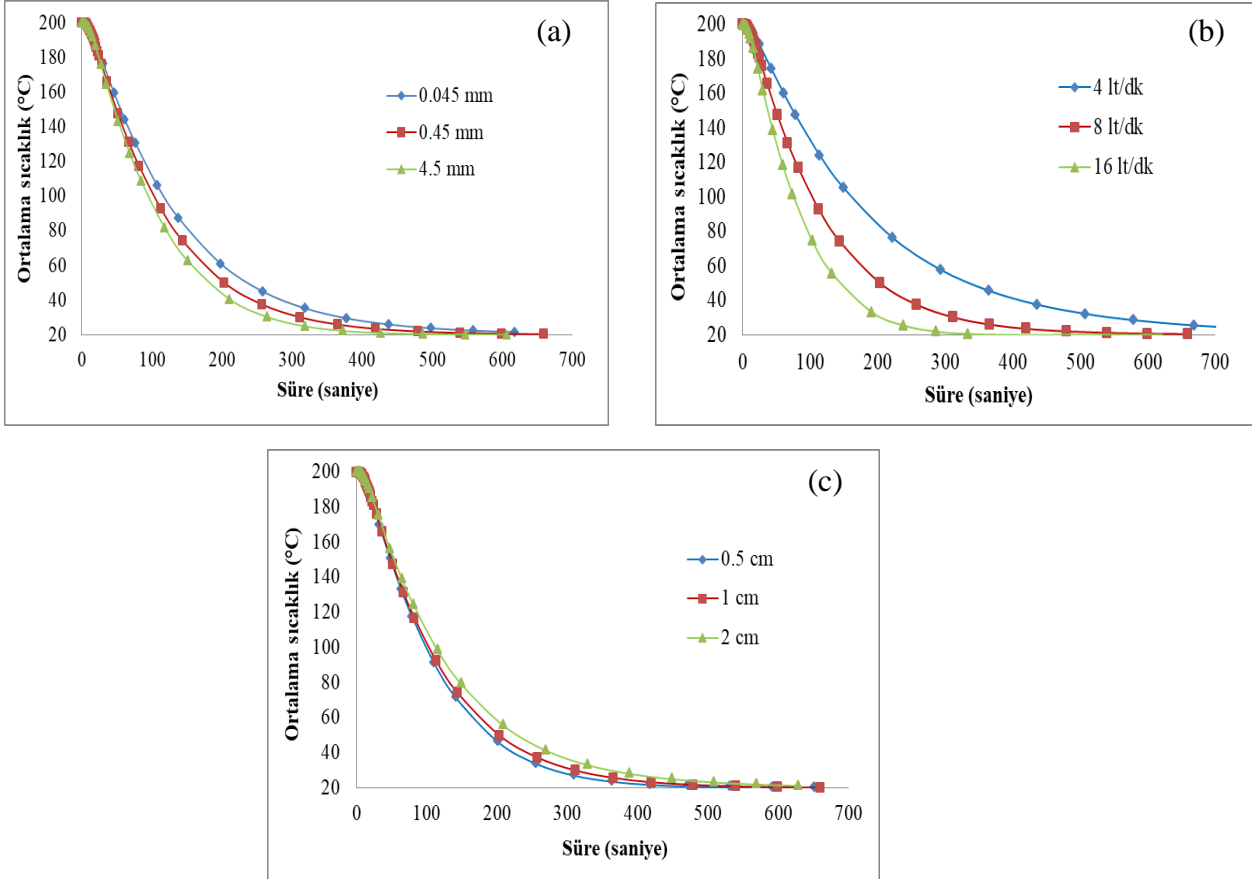 (a)
Ortalama sıcaklık (°C)
200
180
160
140
120
100
80
60
40
20
0.045 mm
0.45 mm
4.5 mm
0 100 200 300 400 500 600 700
Süre (saniye)
(b)
Ortalama sıcaklık (°C)
200
180
160
140
120
100
80
60
40
20
4 lt/dk
8 lt/dk
16 lt/dk
0 100 200 300 400 500 600 700
Süre (saniye)
(c)
Ortalama sıcaklık (°C)
200
180
160
140
120
100
80
60
40
20
0.5 cm
1 cm
2 cm
0 100 200 300 400 500 600 700
Süre (saniye)